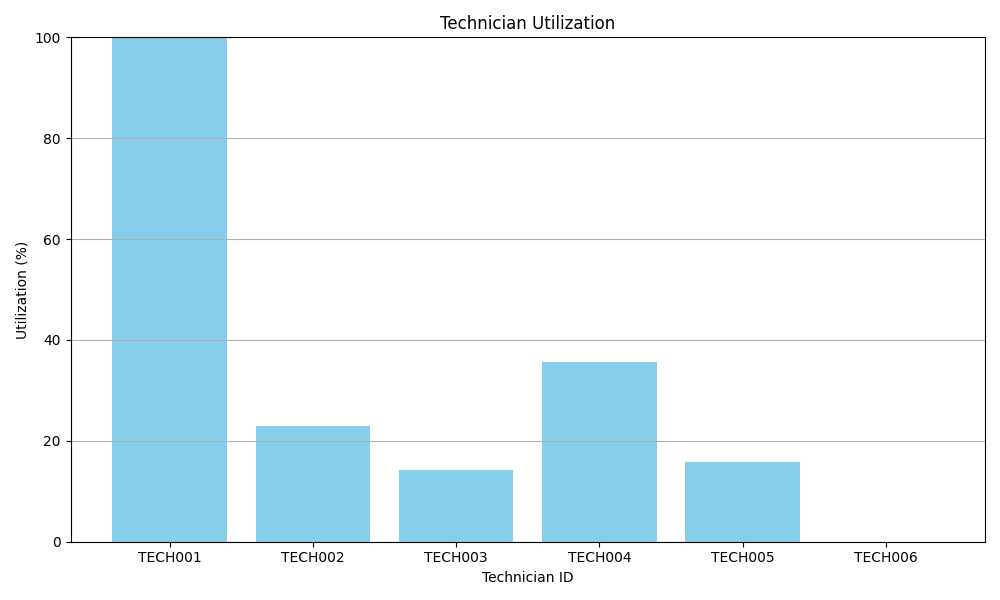 Technician Utilization
Utilization (%)
100
80
60
40
20
0
TECH001 TECH002 TECH003 TECH004 TECH005 TECH006
Technician ID